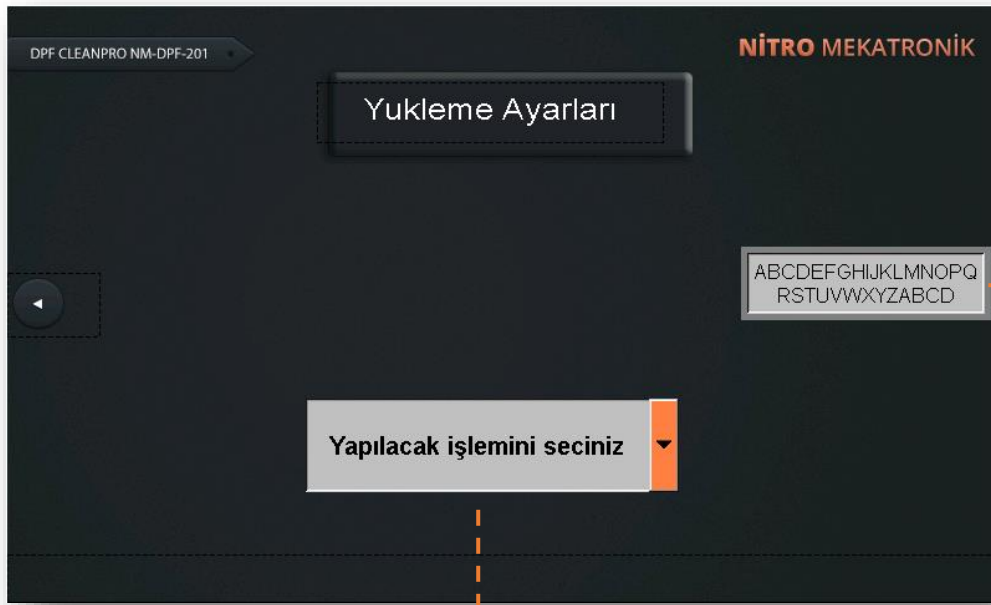 DPF CLEANPRO NM-DPF-201
NİTRO MEKATRONİK
Yukleme Ayarları
ABCDEFGHIJKLMNOPQ
RSTUVWXYZABCD
Yapılacak işlemini seciniz